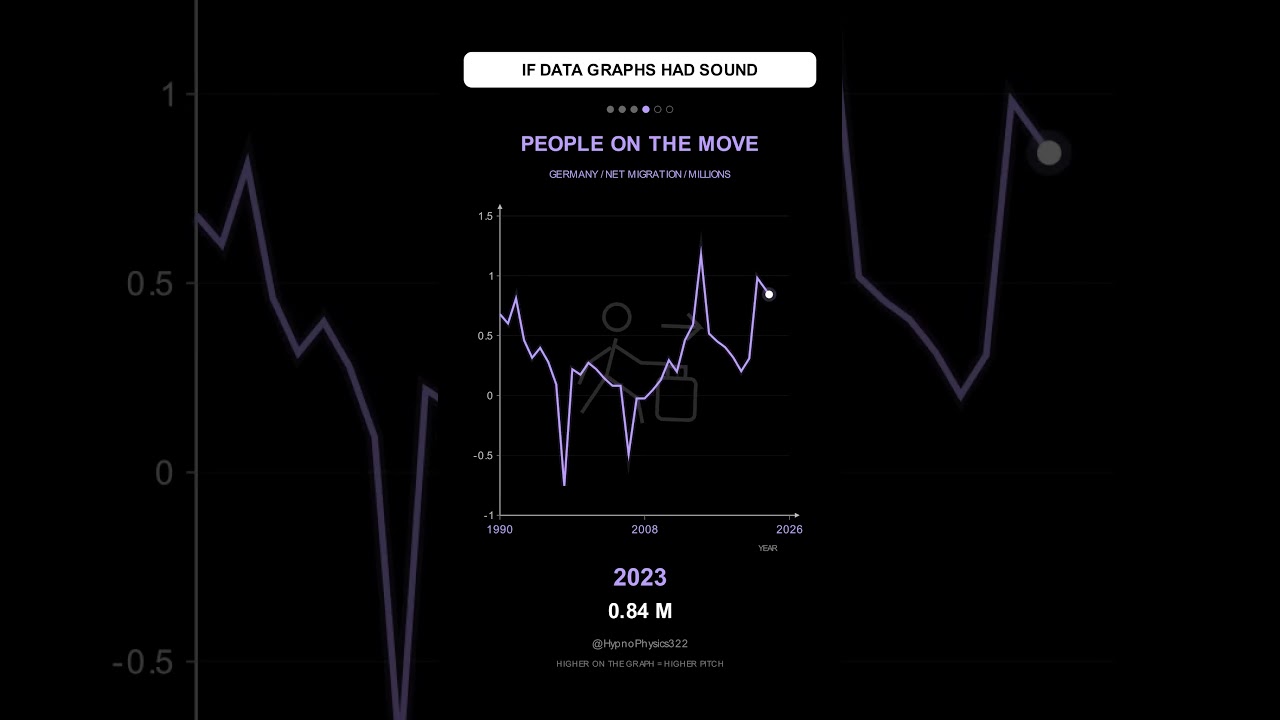 IF DATA GRAPHS HAD SOUND
PEOPLE ON THE MOVE
GERMANY / NET MIGRATION / MILLIONS
1.5
1
0.5
0
-0.5
-1
1990 2008 2026
YEAR
2023
0.84 M
@HypnoPhysics322
HIGHER ON THE GRAPH = HIGHER PITCH
1
0.5
0
-0.5